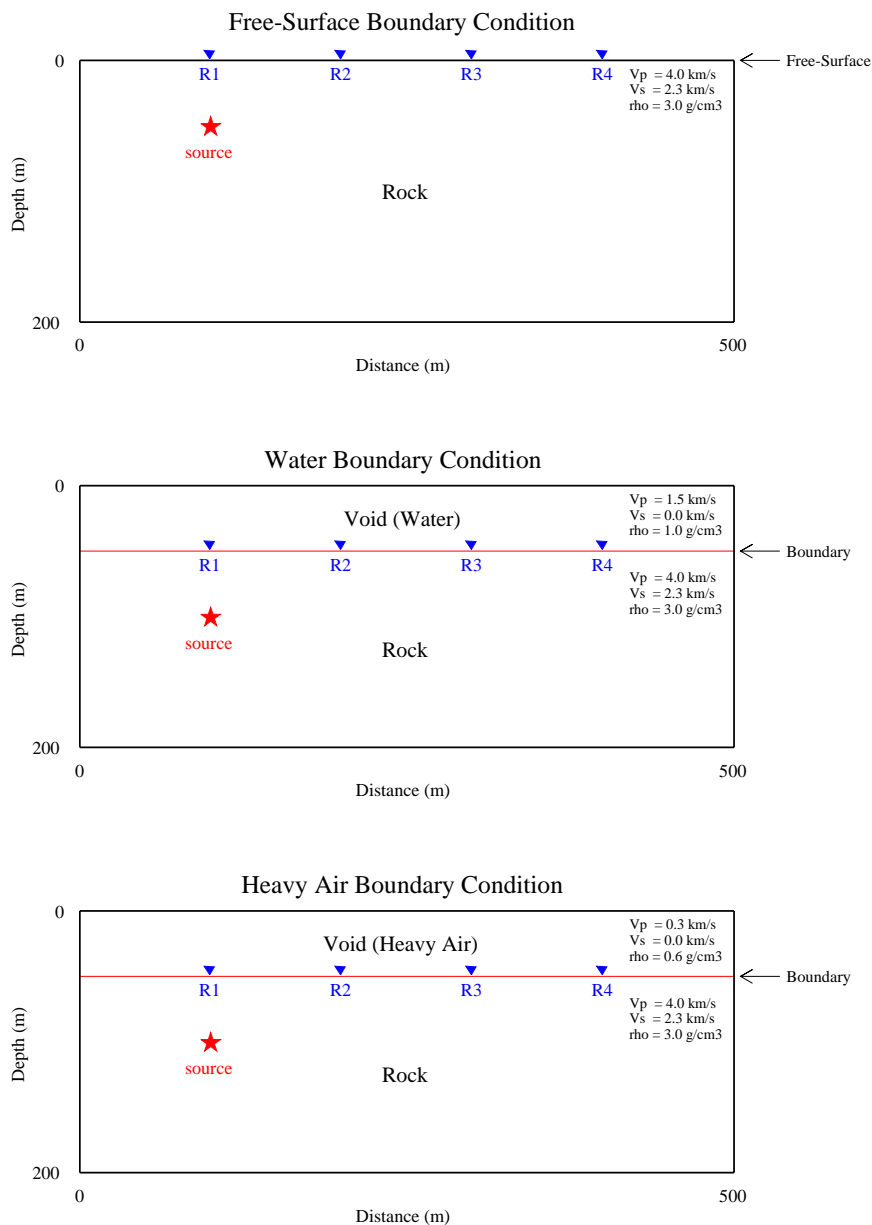 Free-Surface Boundary Condition
0
Free-Surface
R1 R2 R3 R4
Vp = 4.0 km/s
Vs = 2.3 km/s
rho = 3.0 g/cm3
source
Rock
Depth (m)
200
0 500
Distance (m)
Water Boundary Condition
0
Vp = 1.5 km/s
Vs = 0.0 km/s
rho = 1.0 g/cm3
Void (Water)
Boundary
R1 R2 R3 R4
Vp = 4.0 km/s
Vs = 2.3 km/s
rho = 3.0 g/cm3
source
Rock
Depth (m)
200
0 500
Distance (m)
Heavy Air Boundary Condition
0
Vp = 0.3 km/s
Vs = 0.0 km/s
rho = 0.6 g/cm3
Void (Heavy Air)
Boundary
R1 R2 R3 R4
Vp = 4.0 km/s
Vs = 2.3 km/s
rho = 3.0 g/cm3
source
Rock
Depth (m)
200
0 500
Distance (m)